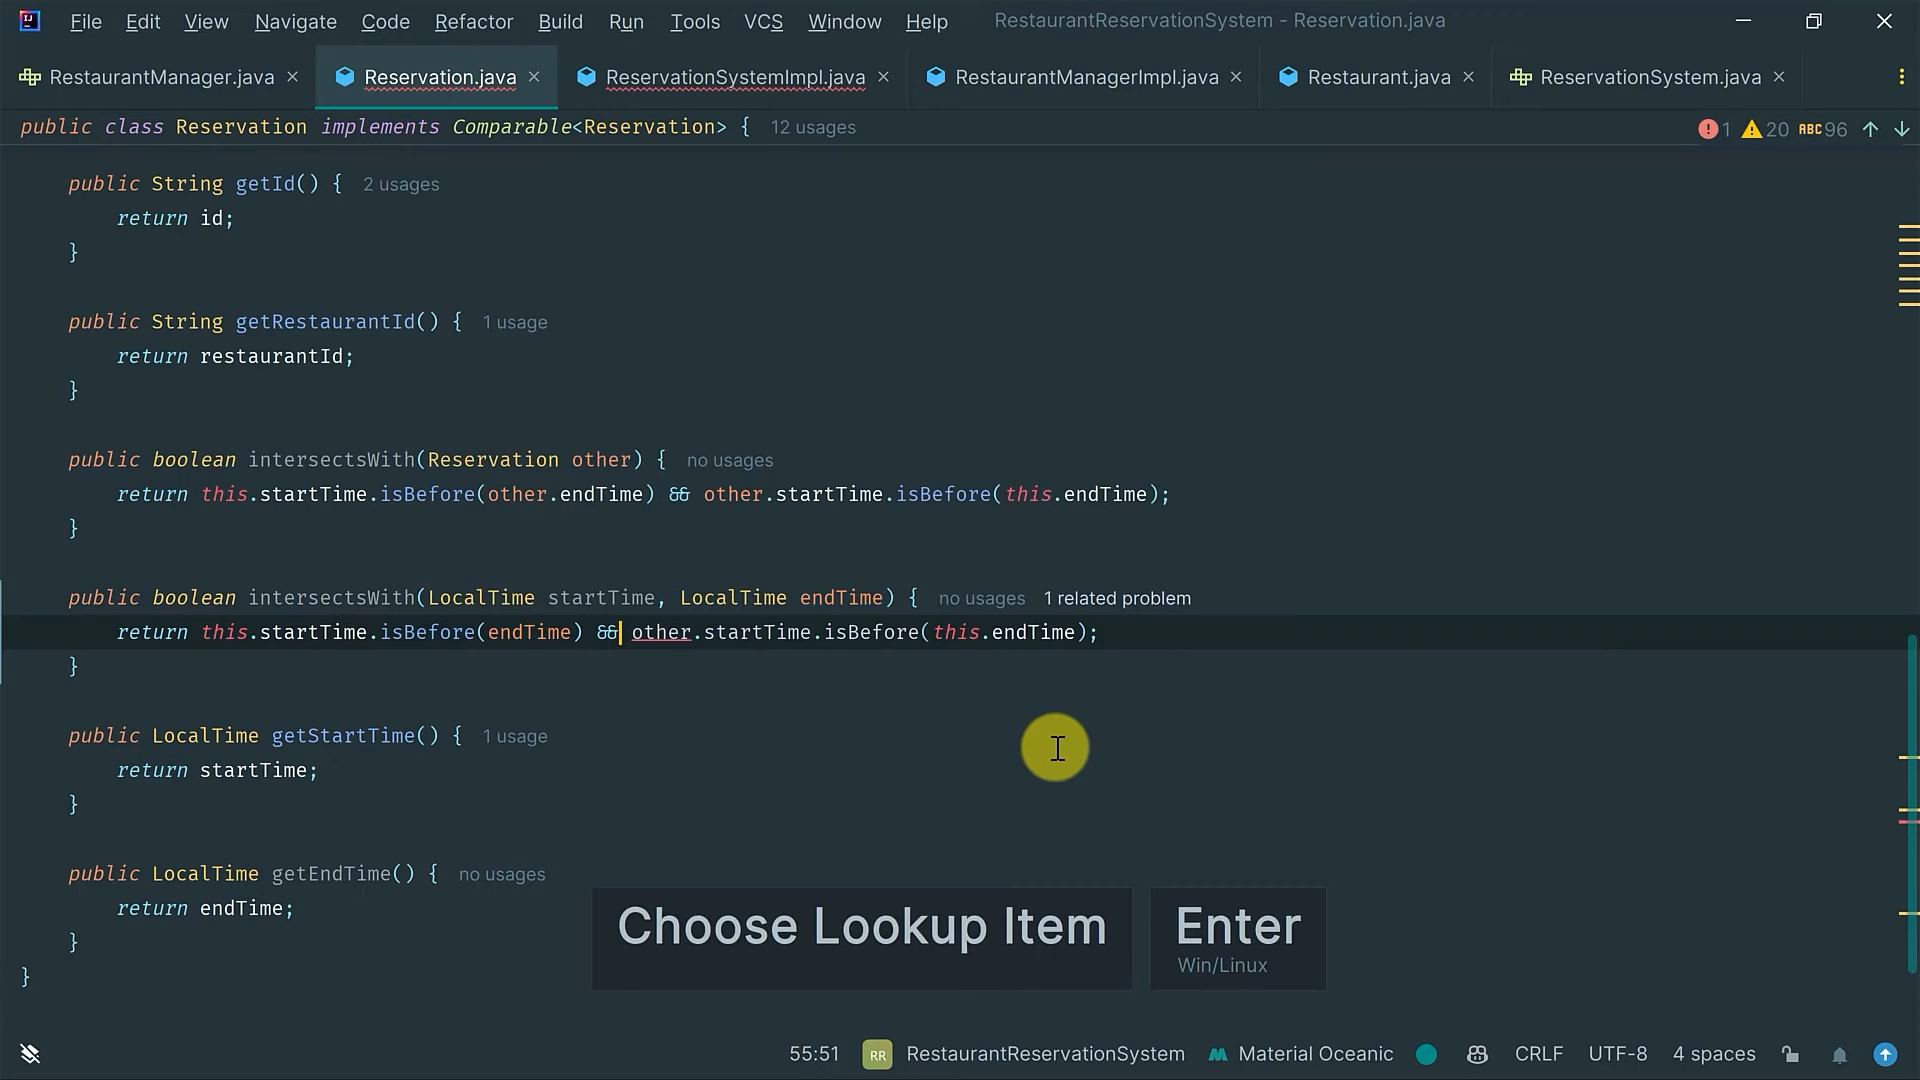 File Edit View Navigate Code Refactor Build Run Tools VCS Window Help RestaurantReservationSystem - Reservation.java
RestaurantManager.java Reservation.java ReservationSystemImpl.java RestaurantManagerImpl.java Restaurant.java ReservationSystem.java
public class Reservation implements Comparable<Reservation> { 12 usages 1 20 ABC 96
public String getId() { 2 usages
return id;
}
public String getRestaurantId() { 1 usage
return restaurantId;
}
public boolean intersectsWith(Reservation other) { no usages
return this.startTime.isBefore(other.endTime) && other.startTime.isBefore(this.endTime);
}
public boolean intersectsWith(LocalTime startTime, LocalTime endTime) { no usages 1 related problem
return this.startTime.isBefore(endTime) && other.startTime.isBefore(this.endTime);
}
public LocalTime getStartTime() { 1 usage
return startTime;
}
public LocalTime getEndTime() { no usages
return endTime;
}
}
Choose Lookup Item Enter
Win/Linux
55:51 RR RestaurantReservationSystem Material Oceanic CRLF UTF-8 4 spaces